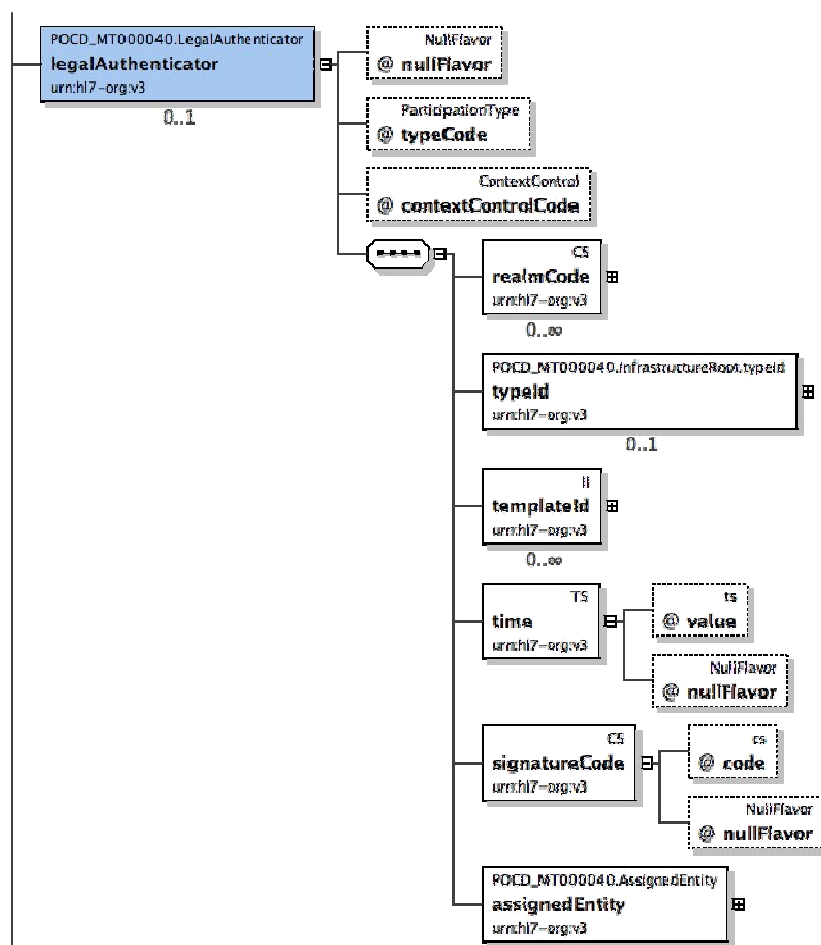 POCD_MT000040.LegalAuthenticator
legalAuthenticator
urn:hl7-org:v3
0..1
NullFlavor
@ nullFlavor
ParticipationType
@ typeCode
ContextControl
@ contextControlCode
CS
realmCode
urn:hl7-org:v3
0..∞
POCD_MT000040.InfrastructureRoot.typeId
typeId
urn:hl7-org:v3
0..1
II
templateId
urn:hl7-org:v3
0..∞
TS
time
urn:hl7-org:v3
ts
@ value
NullFlavor
@ nullFlavor
CS
signatureCode
urn:hl7-org:v3
cs
@ code
NullFlavor
@ nullFlavor
POCD_MT000040.AssignedEntity
assignedEntity
urn:hl7-org:v3